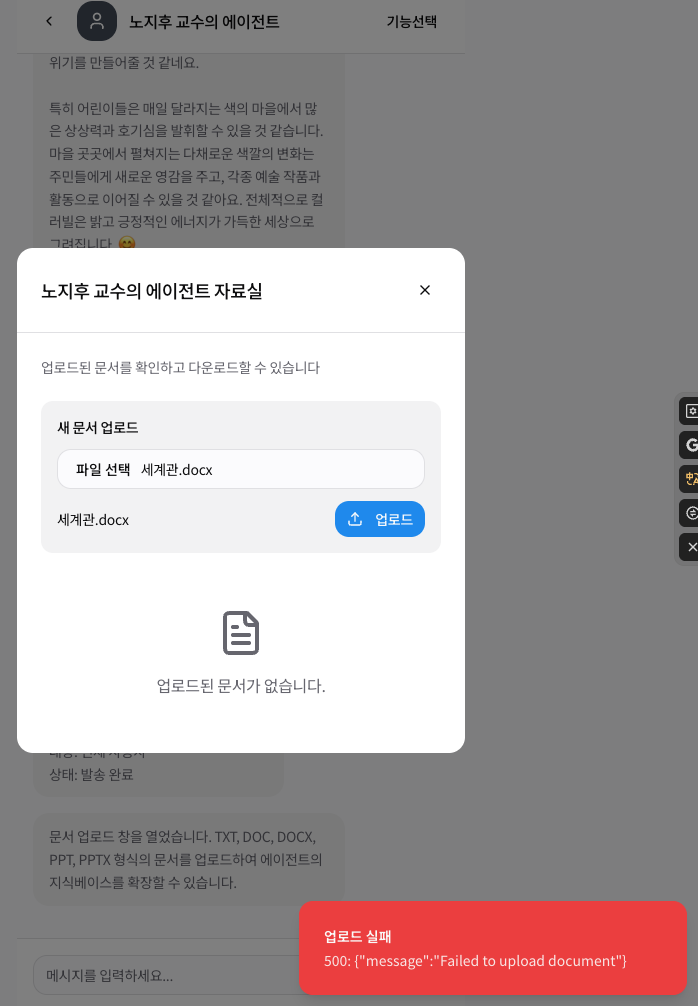 노지후 교수의 에이전트
기능선택
위기를 만들어줄 것 같네요.
특히 어린이들은 매일 달라지는 색의 마을에서 많
은 상상력과 호기심을 발휘할 수 있을 것 같습니다.
마을 곳곳에서 펼쳐지는 다채로운 색깔의 변화는
주민들에게 새로운 영감을 주고, 각종 예술 작품과
활동으로 이어질 수 있을 것 같아요. 전체적으로 컬
러빌은 밝고 긍정적인 에너지가 가득한 세상으로
그려집니다. 😊
노지후 교수의 에이전트 자료실
업로드된 문서를 확인하고 다운로드할 수 있습니다
새 문서 업로드
파일 선택 세계관.docx
세계관.docx
업로드
업로드된 문서가 없습니다.
상태: 발송 완료
문서 업로드 창을 열었습니다. TXT, DOC, DOCX,
PPT, PPTX 형식의 문서를 업로드하여 에이전트의
지식베이스를 확장할 수 있습니다.
업로드 실패
500: {"message":"Failed to upload document"}
메시지를 입력하세요...